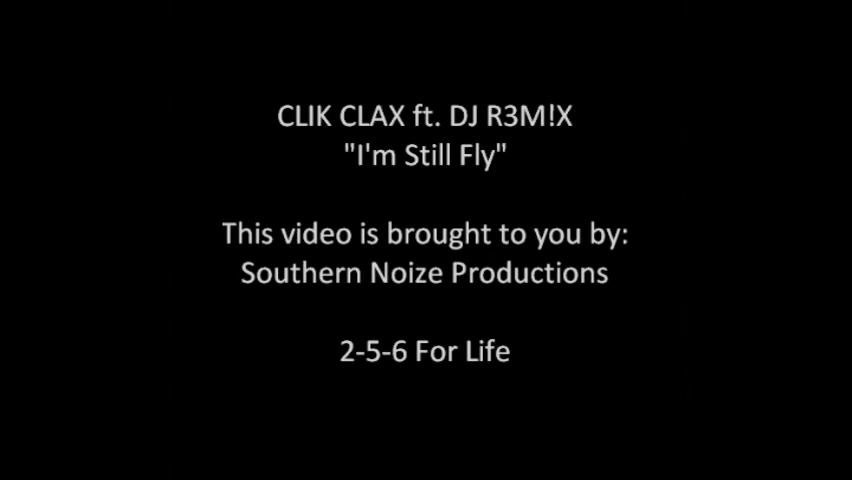 CLIK CLAX ft. DJ R3M!X
"I'm Still Fly"
This video is brought to you by:
Southern Noize Productions
2-5-6 For Life